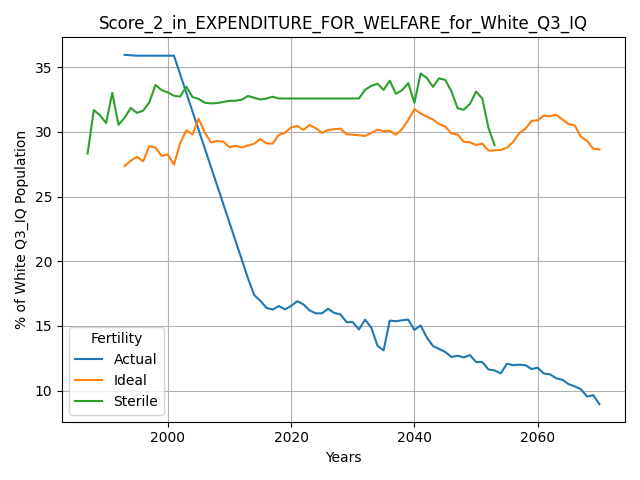 Score_2_in_EXPENDITURE_FOR_WELFARE_for_White_Q3_IQ
% of White Q3_IQ Population
35
30
25
20
15
10
Fertility
Actual
Ideal
Sterile
2000 2020 2040 2060
Years